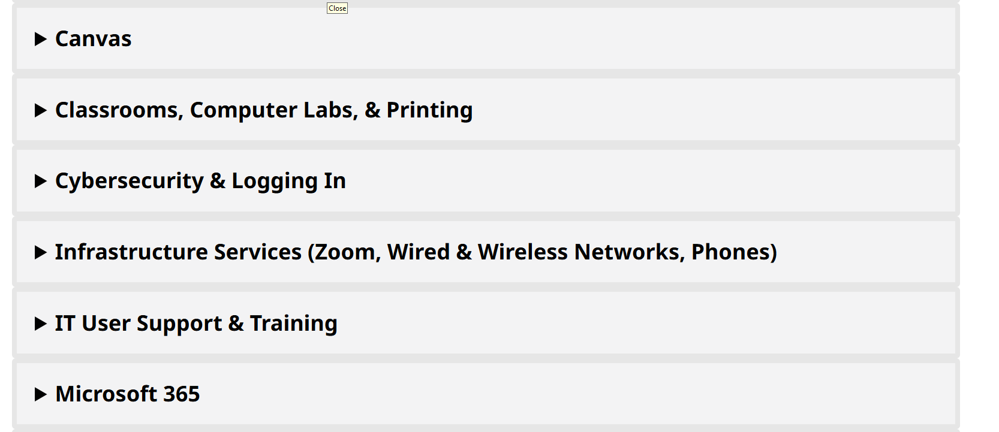 Close
Canvas
Classrooms, Computer Labs, & Printing
Cybersecurity & Logging In
Infrastructure Services (Zoom, Wired & Wireless Networks, Phones)
IT User Support & Training
Microsoft 365